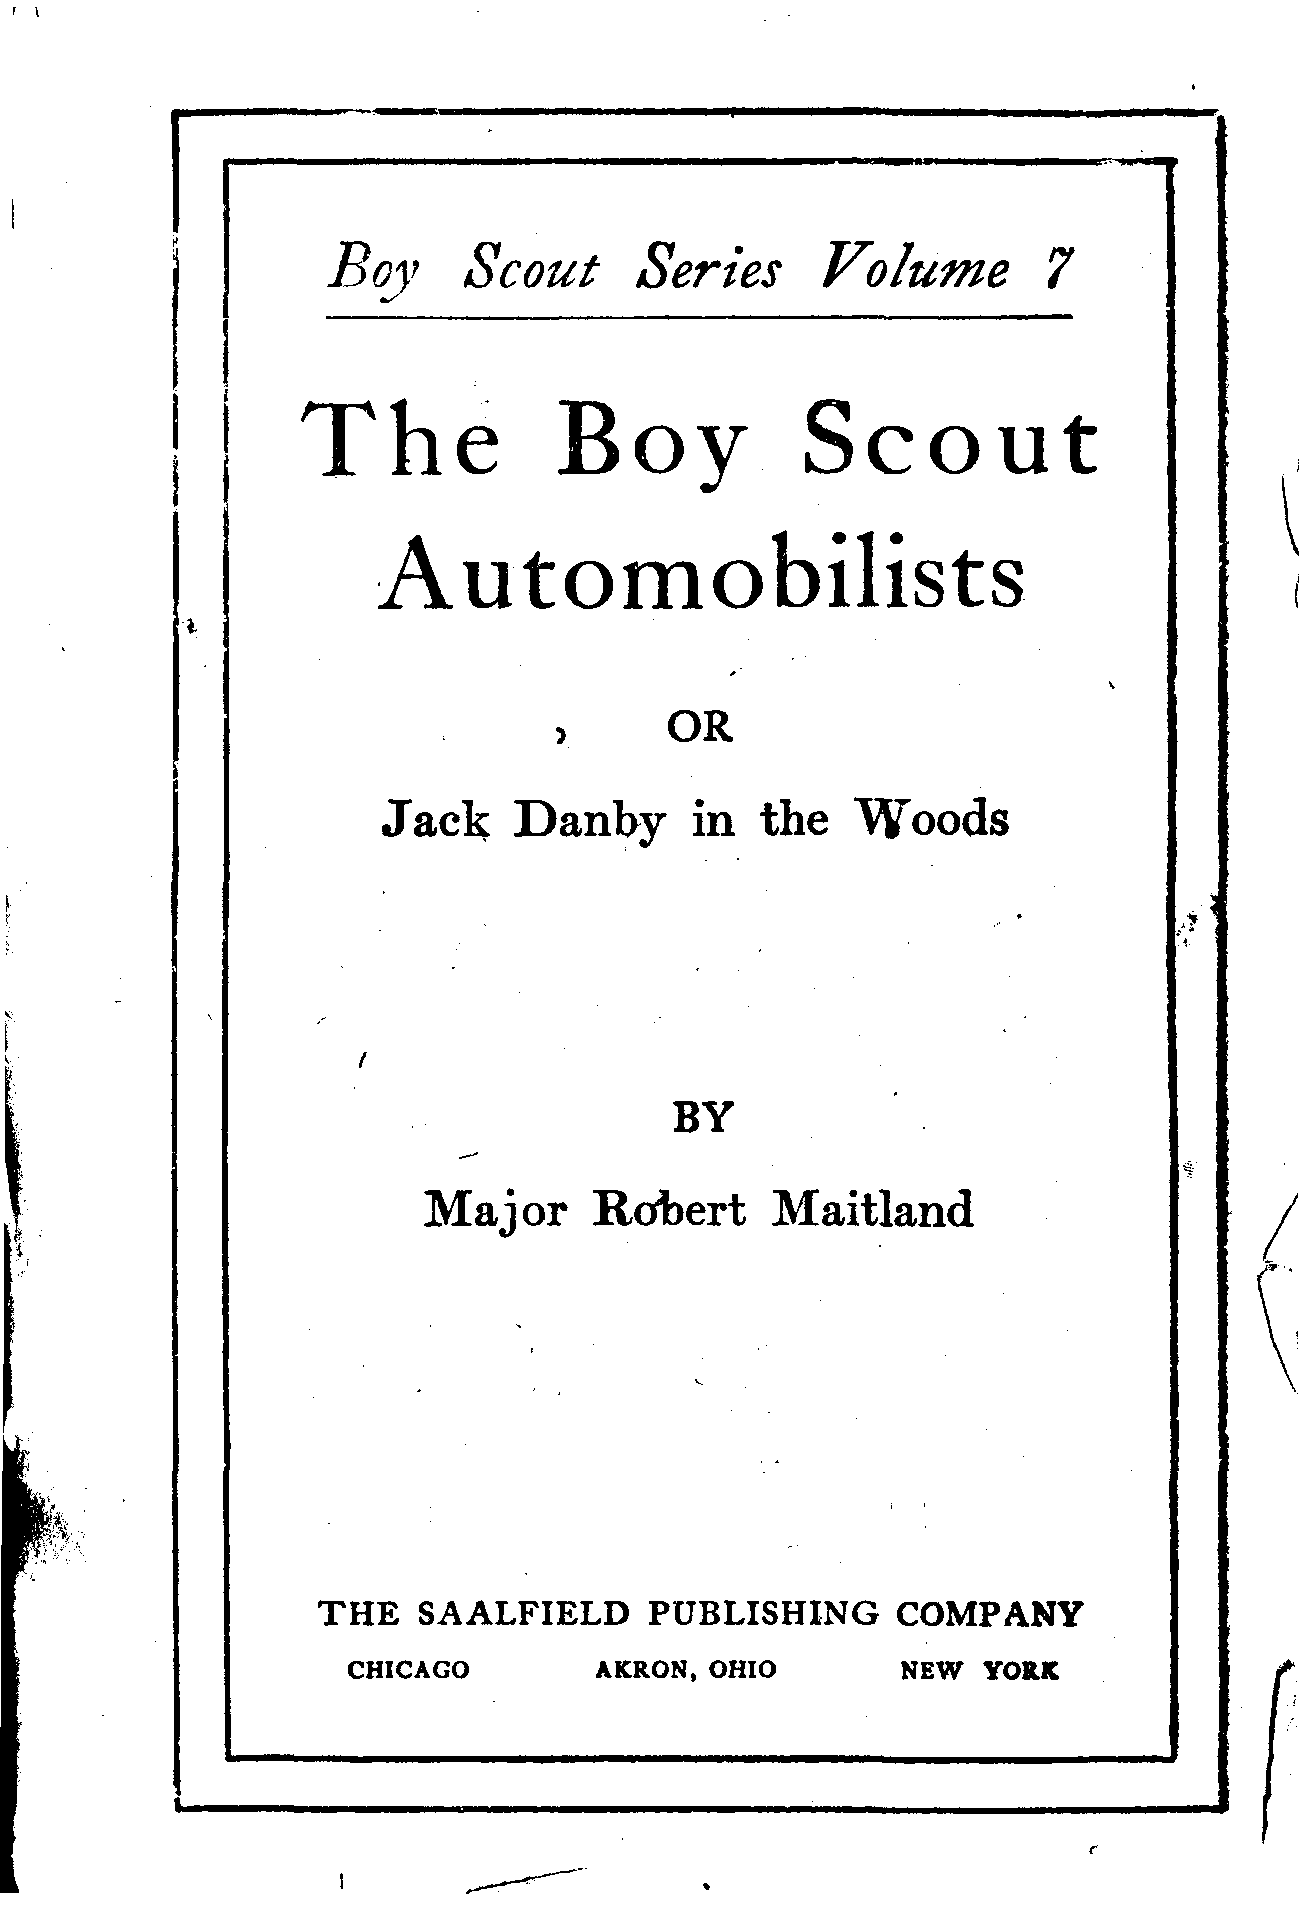 Boy Scout Series Volume 7
The Boy Scout
Automobilists
OR
Jack Danby in the Woods
BY
Major Robert Maitland
THE SAALFIELD PUBLISHING COMPANY
CHICAGO AKRON, OHIO NEW YORK